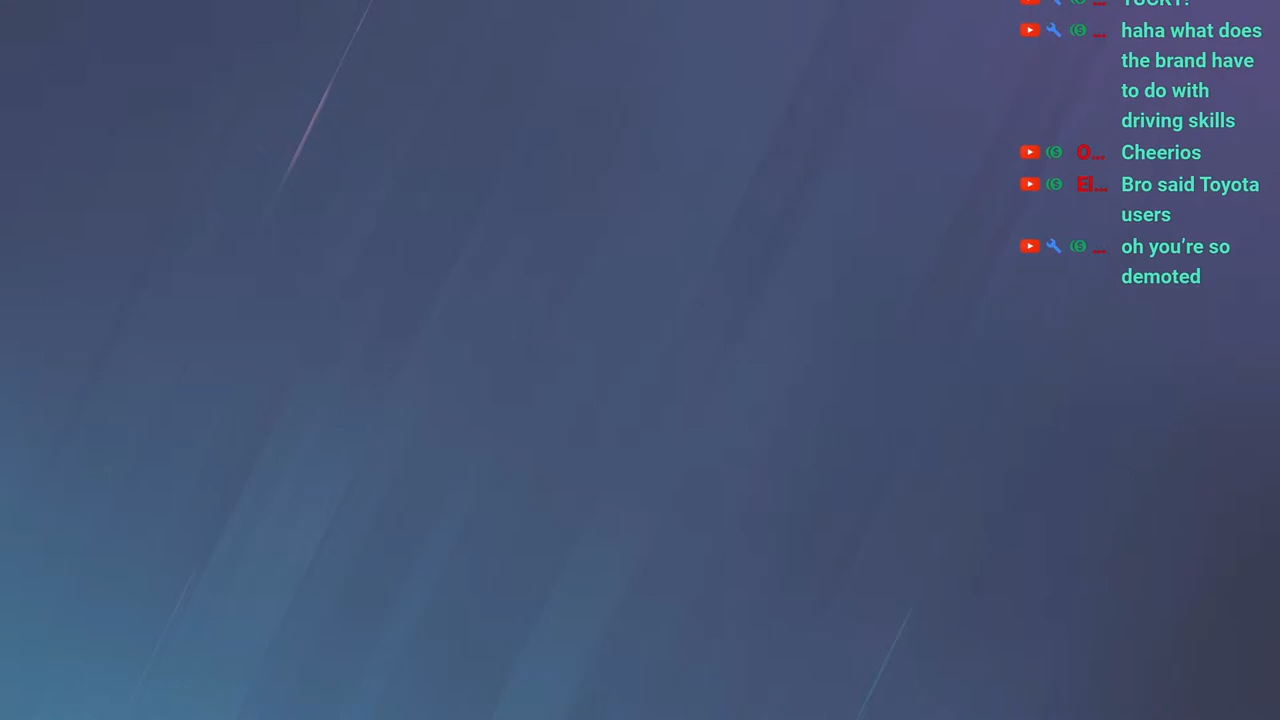 haha what does
the brand have
to do with
driving skills
O... Cheerios
El... Bro said Toyota
users
... oh you’re so
demoted